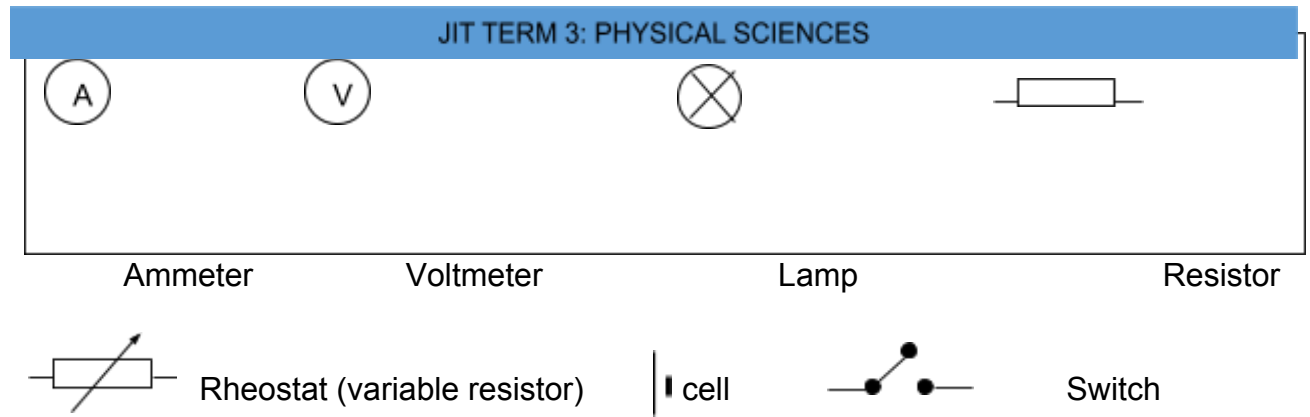 JIT TERM 3: PHYSICAL SCIENCES
A V
Ammeter Voltmeter Lamp Resistor
Rheostat (variable resistor) cell Switch